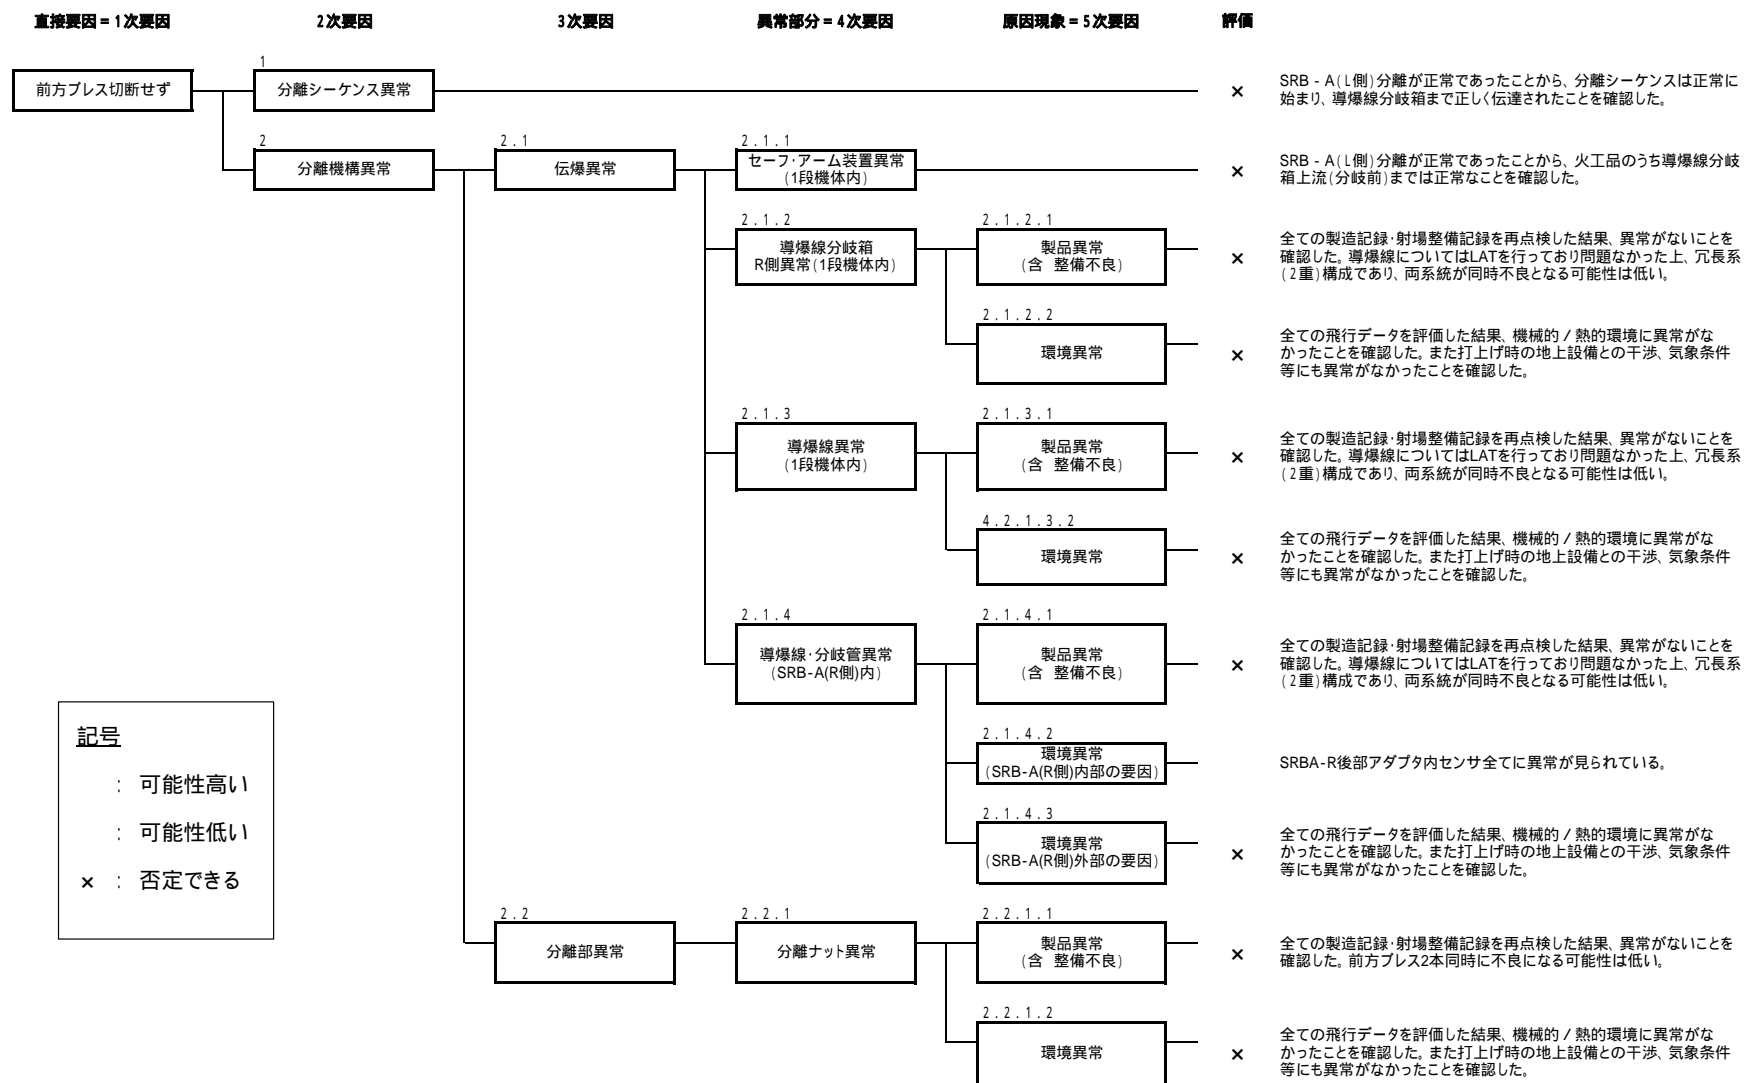 直接要因=1次要因
2次要因
3次要因
異常部分=4次要因
原因現象=5次要因
評価
前方ブレス切断せず
1
分離シーケンス異常
×
SRB-A(L側)分離が正常であったことから、分離シーケンスは正常に
始まり、導爆線分岐箱まで正しく伝達されたことを確認した。
2
分離機構異常
2.1
伝爆異常
2.1.1
セーフ・アーム装置異常
(1段機体内)
×
SRB-A(L側)分離が正常であったことから、火工品のうち導爆線分岐
箱上流(分岐前)までは正常なことを確認した。
2.1.2
導爆線分岐箱
R側異常(1段機体内)
2.1.2.1
製品異常
(含 整備不良)
×
全ての製造記録・射場整備記録を再点検した結果、異常がないことを
確認した。導爆線についてはLATを行っており問題なかった上、冗長系
(2重)構成であり、両系統が同時不良となる可能性は低い。
2.1.2.2
環境異常
×
全ての飛行データを評価した結果、機械的/熱的環境に異常がな
かったことを確認した。また打上げ時の地上設備との干渉、気象条件
等にも異常がなかったことを確認した。
2.1.3
導爆線異常
(1段機体内)
2.1.3.1
製品異常
(含 整備不良)
×
全ての製造記録・射場整備記録を再点検した結果、異常がないことを
確認した。導爆線についてはLATを行っており問題なかった上、冗長系
(2重)構成であり、両系統が同時不良となる可能性は低い。
4.2.1.3.2
環境異常
×
全ての飛行データを評価した結果、機械的/熱的環境に異常がな
かったことを確認した。また打上げ時の地上設備との干渉、気象条件
等にも異常がなかったことを確認した。
2.1.4
導爆線・分岐管異常
(SRB-A(R側)内)
2.1.4.1
製品異常
(含 整備不良)
×
全ての製造記録・射場整備記録を再点検した結果、異常がないことを
確認した。導爆線についてはLATを行っており問題なかった上、冗長系
(2重)構成であり、両系統が同時不良となる可能性は低い。
2.1.4.2
環境異常
(SRB-A(R側)内部の要因)
SRBA-R後部アダプタ内センサ全てに異常が見られている。
2.1.4.3
環境異常
(SRB-A(R側)外部の要因)
×
全ての飛行データを評価した結果、機械的/熱的環境に異常がな
かったことを確認した。また打上げ時の地上設備との干渉、気象条件
等にも異常がなかったことを確認した。
2.2
分離部異常
2.2.1
分離ナット異常
2.2.1.1
製品異常
(含 整備不良)
×
全ての製造記録・射場整備記録を再点検した結果、異常がないことを
確認した。前方ブレス2本同時に不良になる可能性は低い。
2.2.1.2
環境異常
×
全ての飛行データを評価した結果、機械的/熱的環境に異常がな
かったことを確認した。また打上げ時の地上設備との干渉、気象条件
等にも異常がなかったことを確認した。
記号
: 可能性高い
: 可能性低い
× : 否定できる